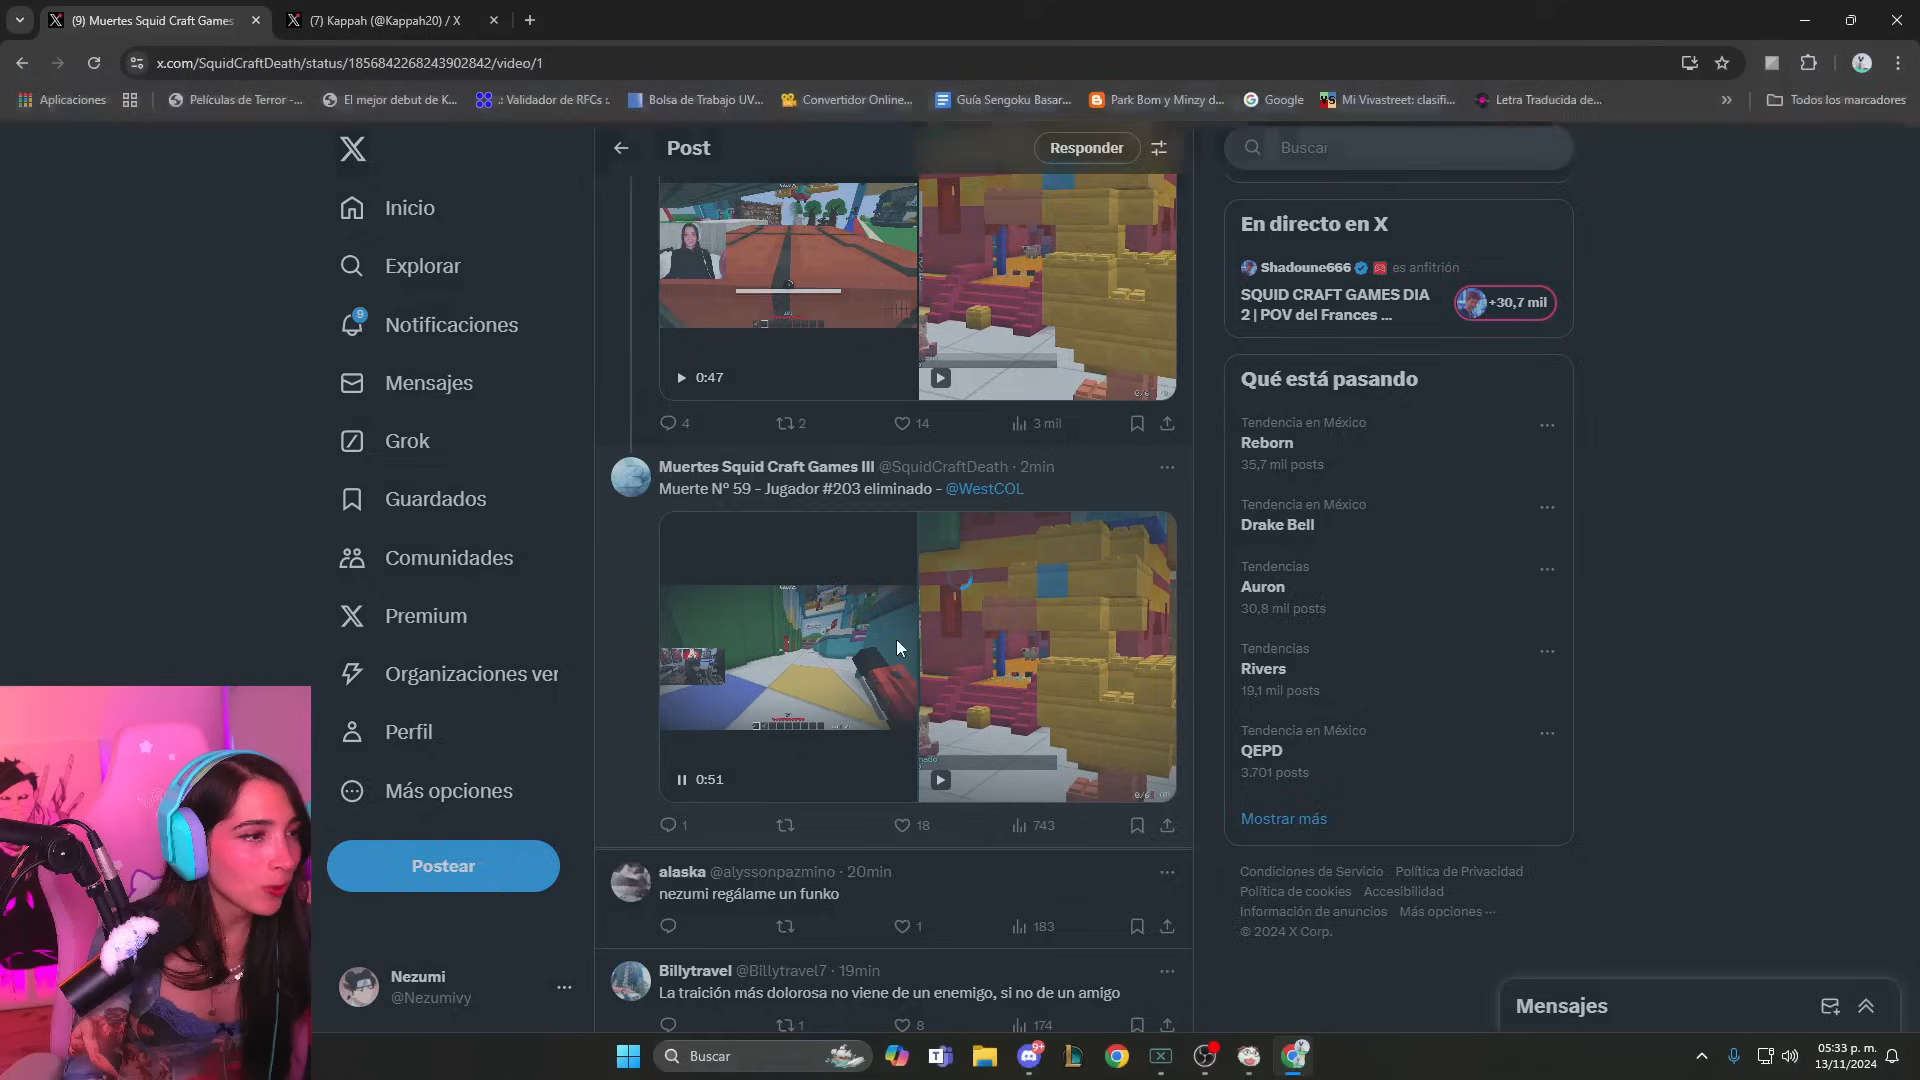 (9) Muertes Squid Craft Games
(7) Kappah (@Kappah20) / X
x.com/SquidCraftDeath/status/1856842268243902842/video/1
Aplicaciones
Películas de Terror -...
El mejor debut de K...
.: Validador de RFCs :.
Bolsa de Trabajo UV...
Convertidor Online...
Guía Sengoku Basar...
Park Bom y Minzy d...
Google
Mi Vivastreet: clasifi...
Letra Traducida de...
Todos los marcadores
Post
Responder
Buscar
Inicio
Explorar
9
Notificaciones
Mensajes
Grok
Guardados
Comunidades
Premium
Organizaciones ver
Perfil
Más opciones
Postear
Nezumi
@Nezumivy
0:47
0/6
4
2
14
3 mil
Muertes Squid Craft Games III @SquidCraftDeath · 2min
Muerte Nº 59 - Jugador #203 eliminado - @WestCOL
0:51
0/6
1
18
743
alaska @alyssonpazmino · 20min
nezumi regálame un funko
1
183
Billytravel @Billytravel7 · 19min
La traición más dolorosa no viene de un enemigo, si no de un amigo
1
8
174
En directo en X
Shadoune666 es anfitrión
SQUID CRAFT GAMES DIA
2 | POV del Frances ...
+30,7 mil
Qué está pasando
Tendencia en México
Reborn
35,7 mil posts
Tendencia en México
Drake Bell
Tendencias
Auron
30,8 mil posts
Tendencias
Rivers
19,1 mil posts
Tendencia en México
QEPD
3.701 posts
Mostrar más
Condiciones de Servicio Política de Privacidad
Política de cookies Accesibilidad
Información de anuncios Más opciones ···
© 2024 X Corp.
Mensajes
Buscar
9+
05:33 p. m.
13/11/2024